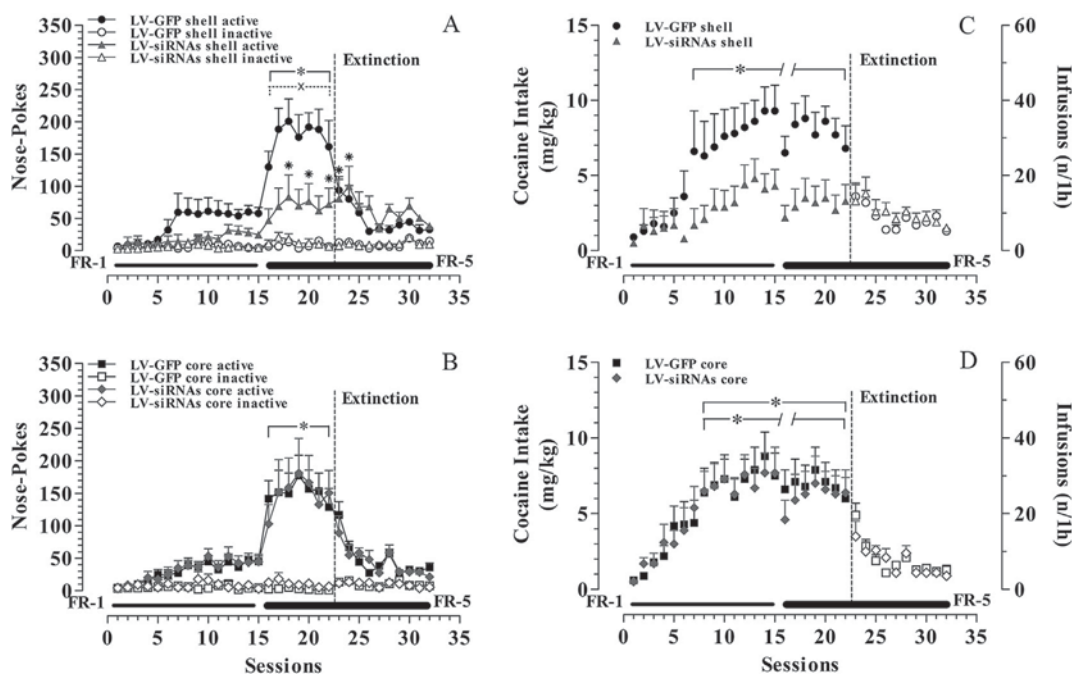 A
LV-GFP shell active
LV-GFP shell inactive
LV-siRNAs shell active
LV-siRNAs shell inactive
Extinction
*
x
* * * * *
Nose-Pokes
350
300
250
200
150
100
50
0
FR-1
FR-5
0 5 10 15 20 25 30 35
C
LV-GFP shell
LV-siRNAs shell
Extinction
*
Cocaine Intake
(mg/kg)
15
10
5
0
Infusions (n/1h)
60
40
20
0
FR-1
FR-5
0 5 10 15 20 25 30 35
B
LV-GFP core active
LV-GFP core inactive
LV-siRNAs core active
LV-siRNAs core inactive
Extinction
*
Nose-Pokes
350
300
250
200
150
100
50
0
FR-1
FR-5
0 5 10 15 20 25 30 35
Sessions
D
LV-GFP core
LV-siRNAs core
Extinction
*
*
Cocaine Intake
(mg/kg)
15
10
5
0
Infusions (n/1h)
60
40
20
0
FR-1
FR-5
0 5 10 15 20 25 30 35
Sessions